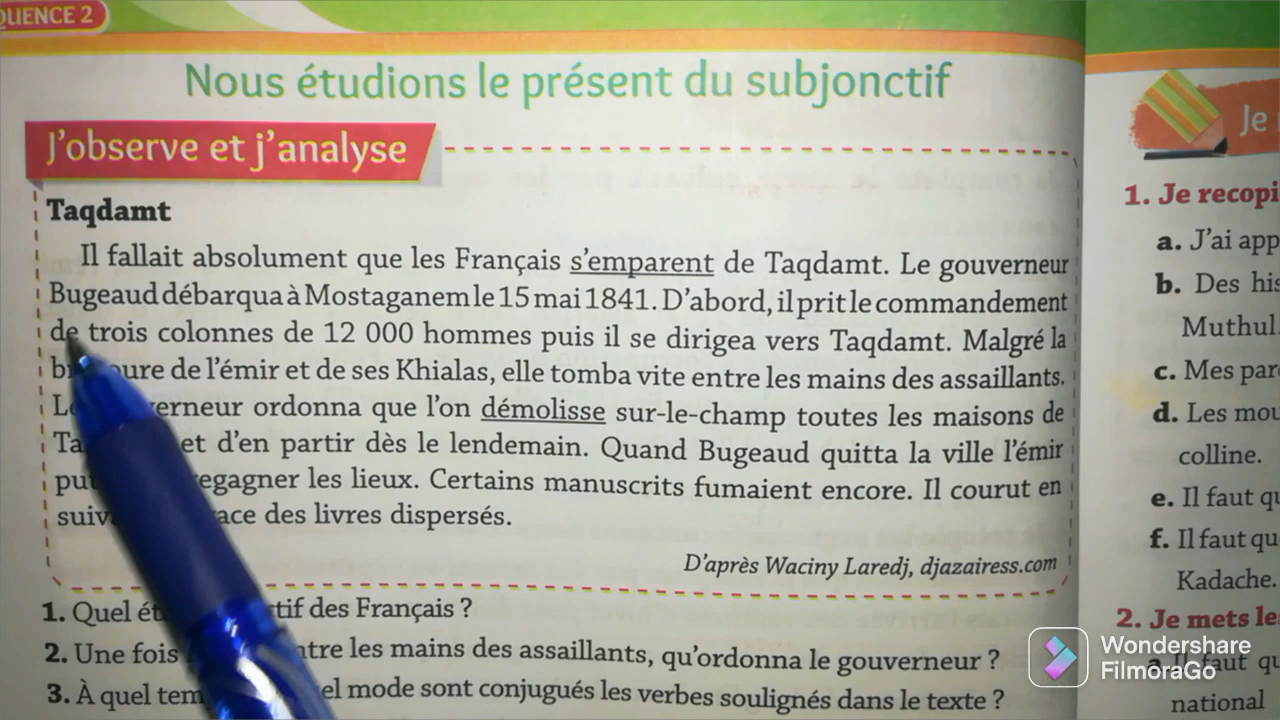 QUENCE 2
Nous étudions le présent du subjonctif
J'observe et j'analyse
Taqdamt
Il fallait absolument que les Français s'emparent de Taqdamt. Le gouverneur
Bugeaud débarqua à Mostaganem le 15 mai 1841. D'abord, il prit le commandement
de trois colonnes de 12 000 hommes puis il se dirigea vers Taqdamt. Malgré la
de l'émir et de ses Khialas, elle tomba vite entre les mains des assaillants.
ordonna que l'on démolisse sur-le-champ toutes les maisons de
et d'en partir dès le lendemain. Quand Bugeaud quitta la ville l'émir
regagner les lieux. Certains manuscrits fumaient encore. Il courut en
des livres dispersés.
D'après Waciny Laredj, djazairess.com
1. Quel des Français ?
2. Une fois les mains des assaillants, qu'ordonna le gouverneur ?
3. À quel mode sont conjugués les verbes soulignés dans le texte ?
Je
1. Je recopi
a. J'ai app
b. Des his
Muthul
c. Mes par
d. Les mou
colline.
e. Il faut qu
f. Il faut qu
Kadache.
2. Je mets le
a. Il faut qu
national
Wondershare
FilmoraGo